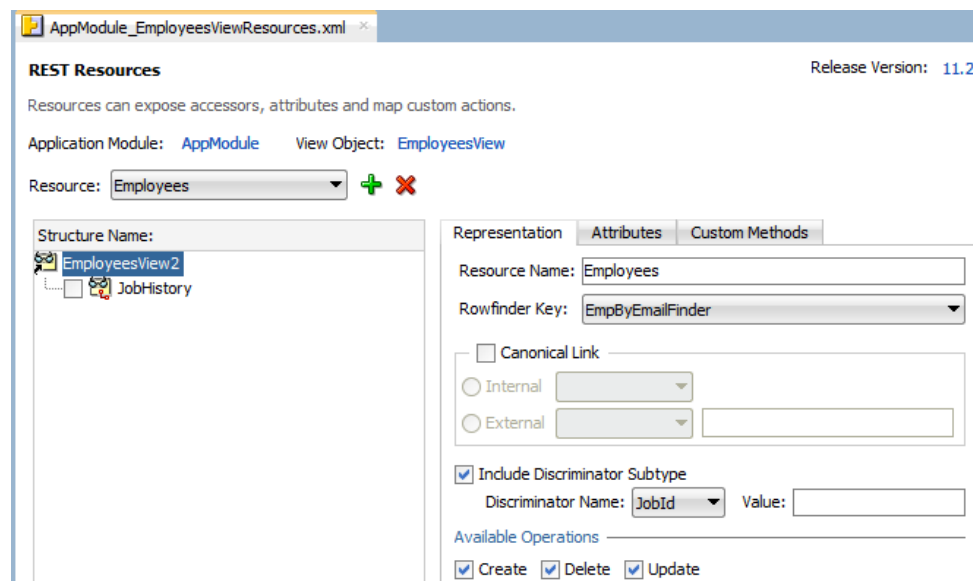 AppModule_EmployeesViewResources.xml
REST Resources
Release Version: 11.2
Resources can expose accessors, attributes and map custom actions.
Application Module: AppModule View Object: EmployeesView
Resource: Employees
Structure Name:
EmployeesView2
JobHistory
Representation Attributes Custom Methods
Resource Name: Employees
Rowfinder Key: EmpByEmailFinder
Canonical Link
Internal
External
Include Discriminator Subtype
Discriminator Name: JobId Value:
Available Operations
Create Delete Update